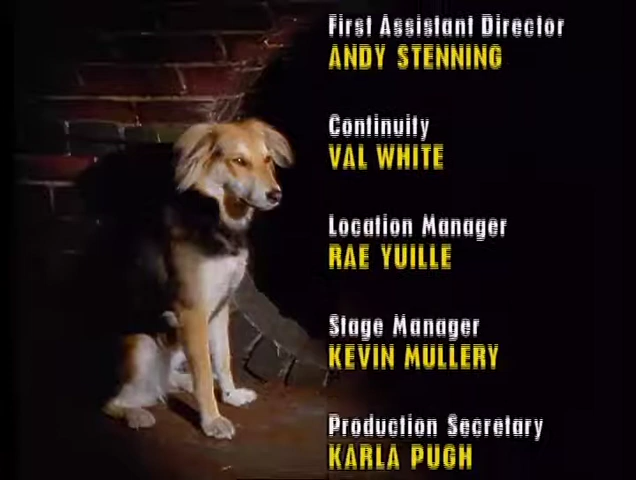 First Assistant Director
ANDY STENNING
Continuity
VAL WHITE
Location Manager
RAE YUILLE
Stage Manager
KEVIN MULLERY
Production Secretary
KARLA PUGH